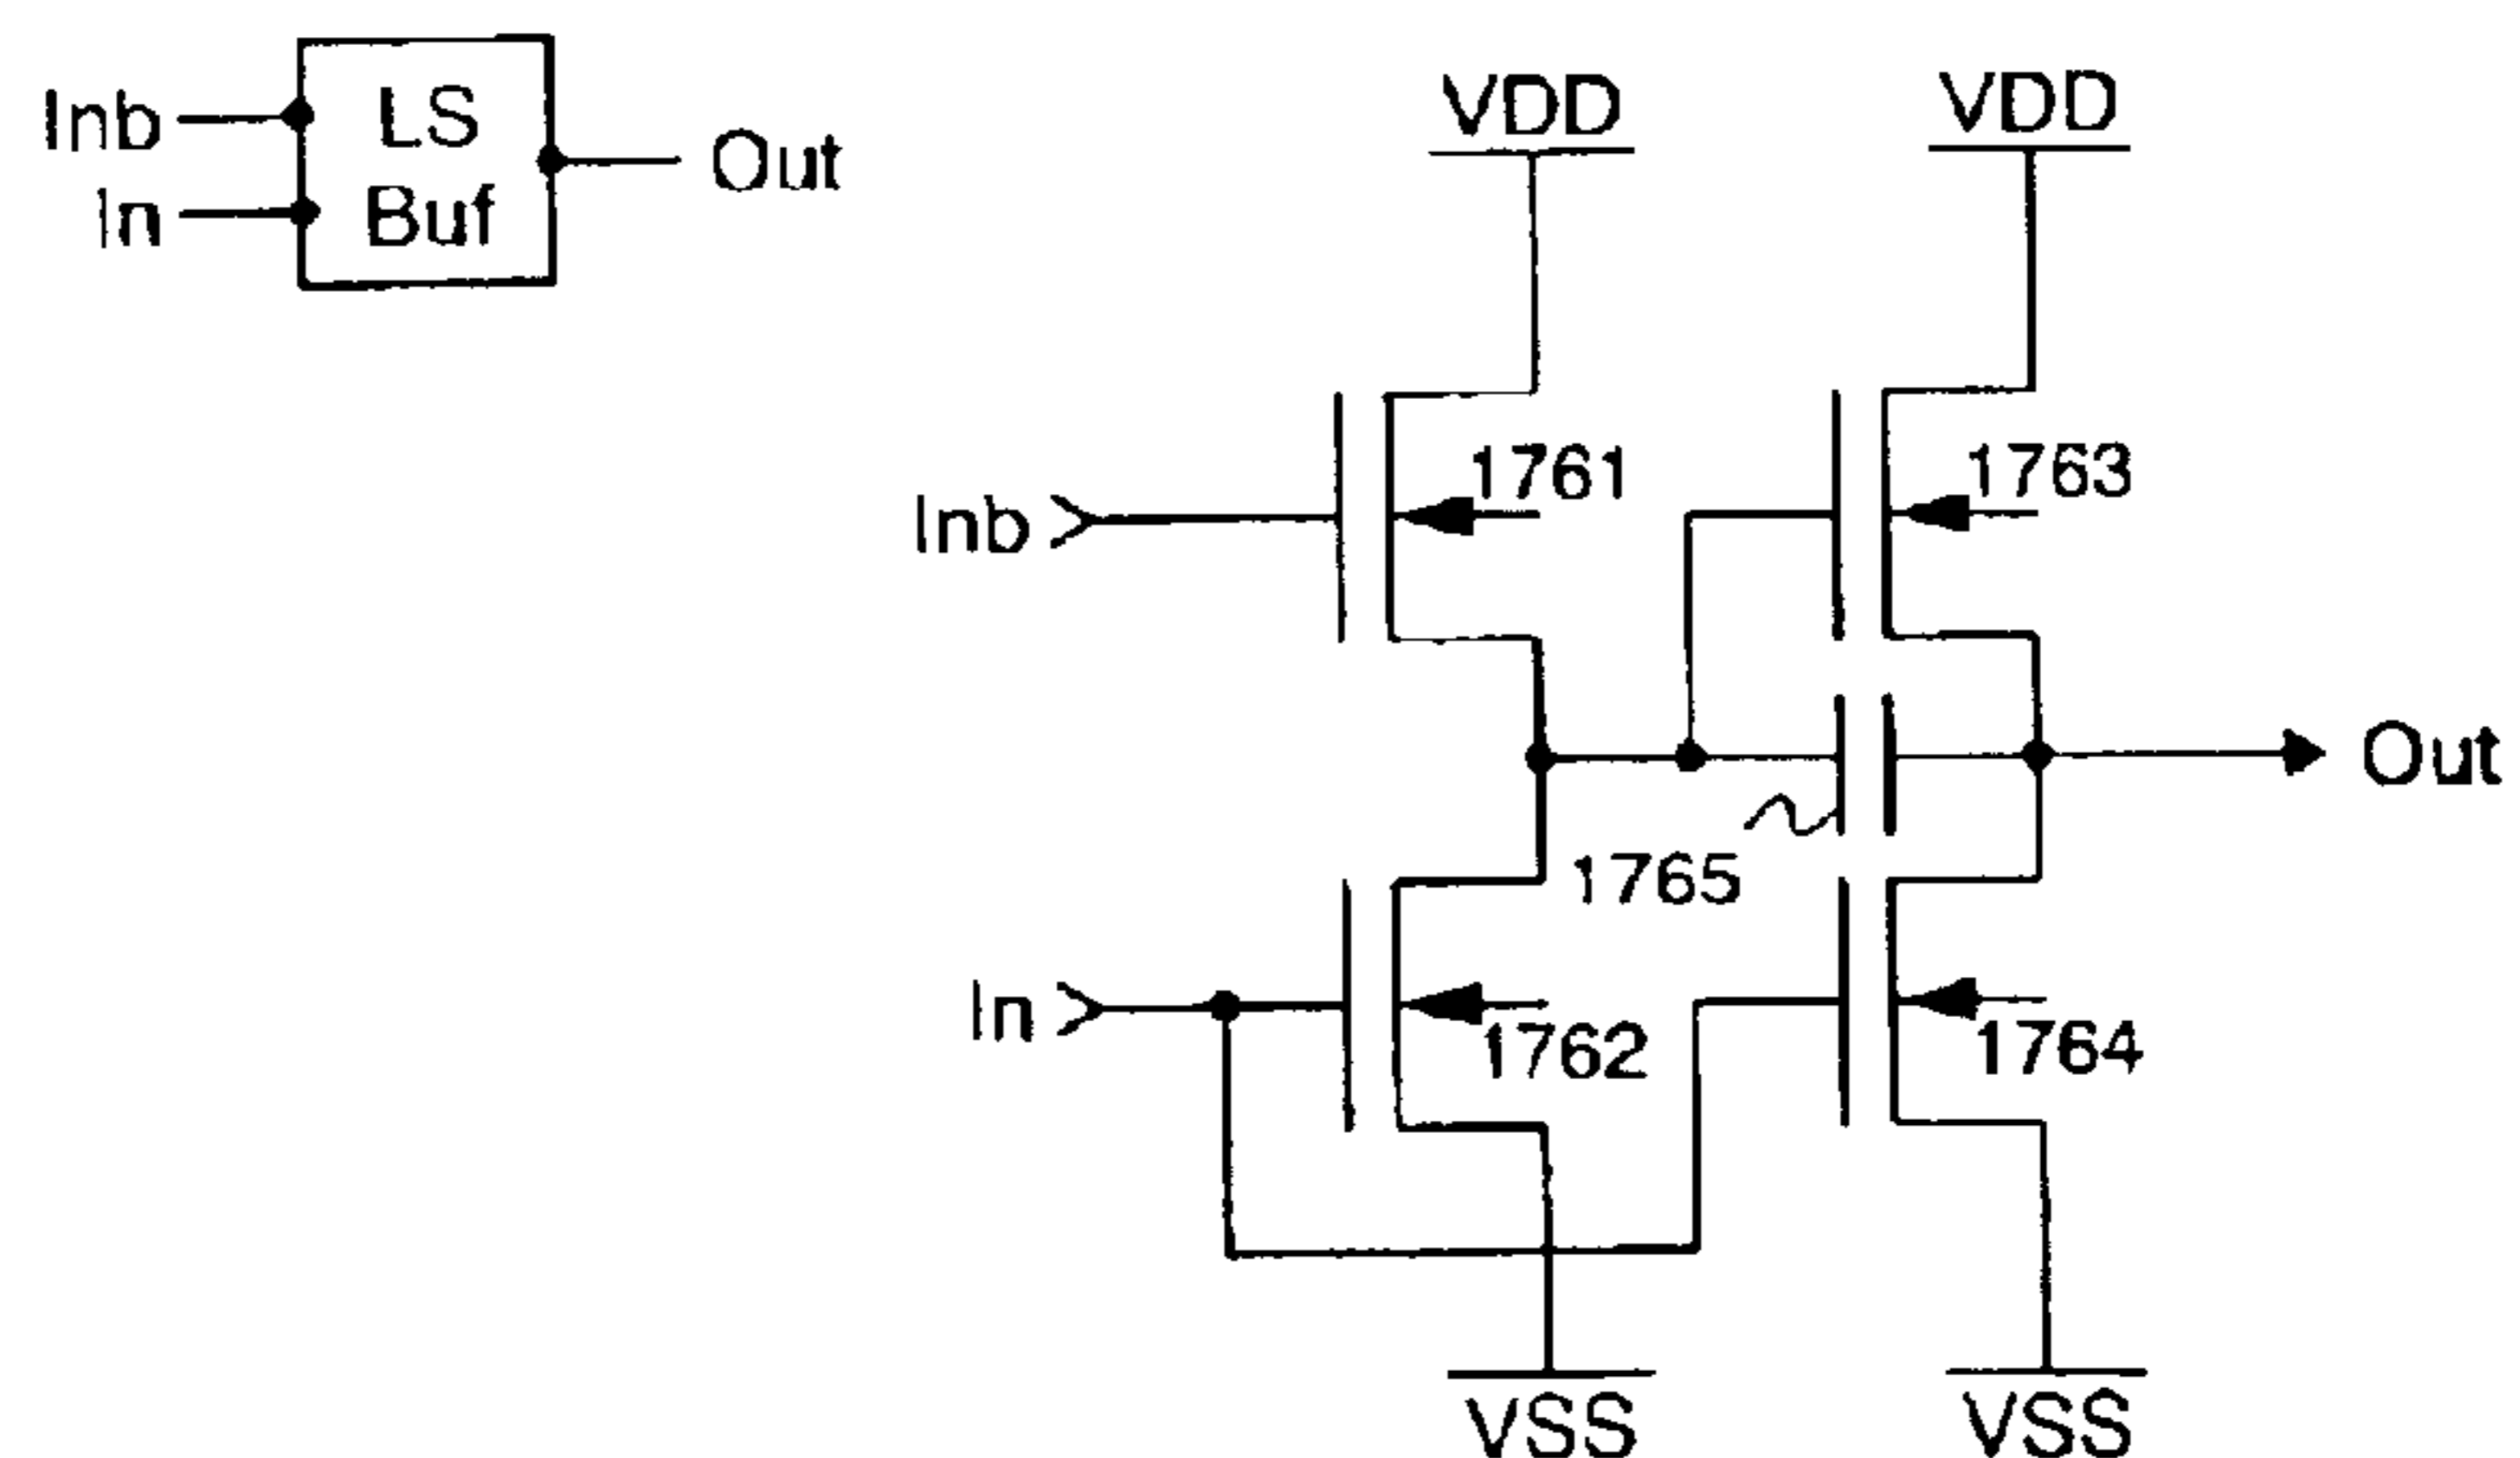 Inb
In
LS
Buf
Out
VDD
VDD
1761
1763
Inb
Out
1765
In
1762
1764
VSS
VSS